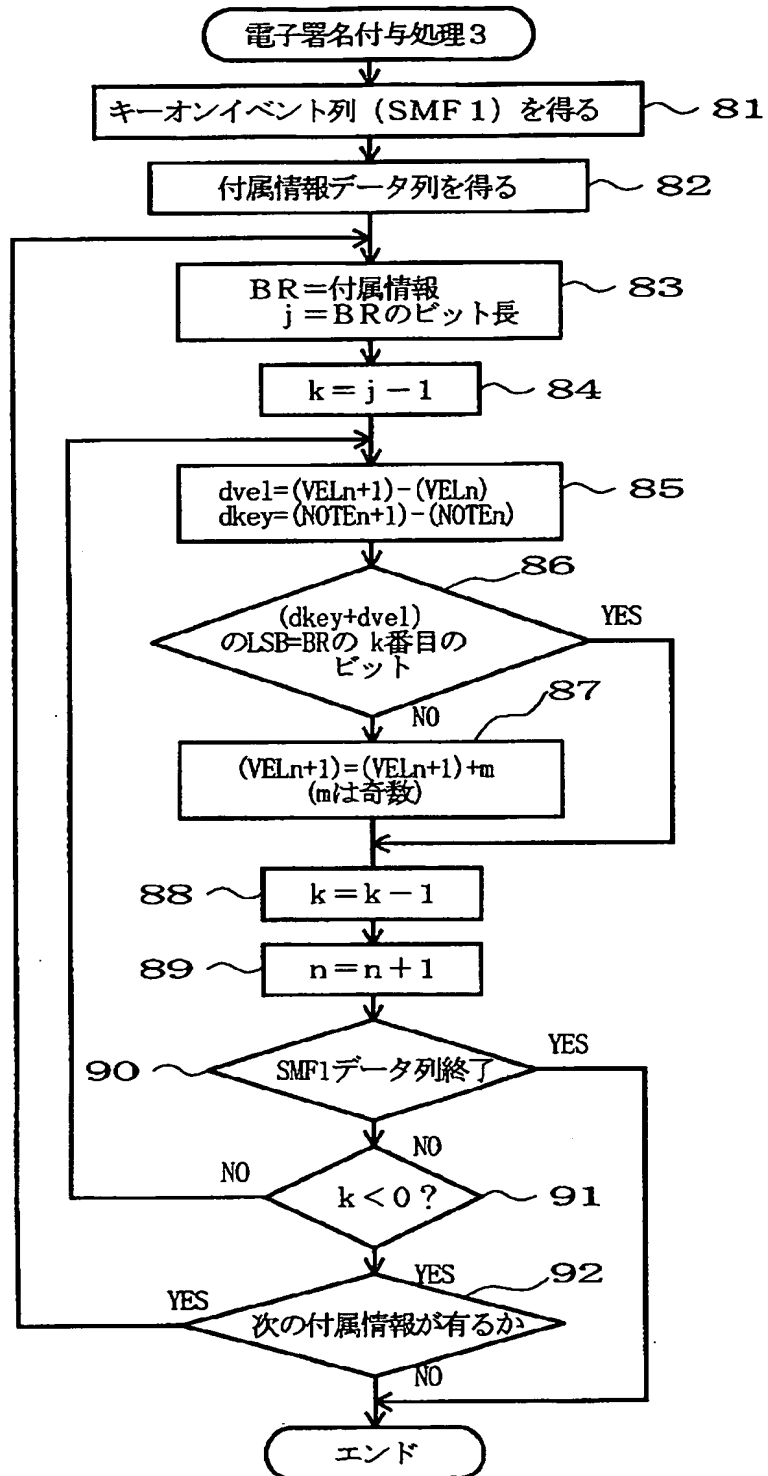 電子署名付与処理3
キーオンイベント列(SMF1)を得る
81
付属情報データ列を得る
82
BR=付属情報
j=BRのビット長
83
k=j-1
84
dvel=(VELn+1)-(VELn)
dkey=(NOTEn+1)-(NOTEn)
85
86
(dkey+dvel)
のLSB=BRの k番目の
ビット
YES
NO
87
(VELn+1)=(VELn+1)+m
(mは奇数)
88
k=k-1
89
n=n+1
90
SMF1データ列終了
YES
NO
NO
k<0?
91
YES
92
YES
次の付属情報が有るか
NO
エンド